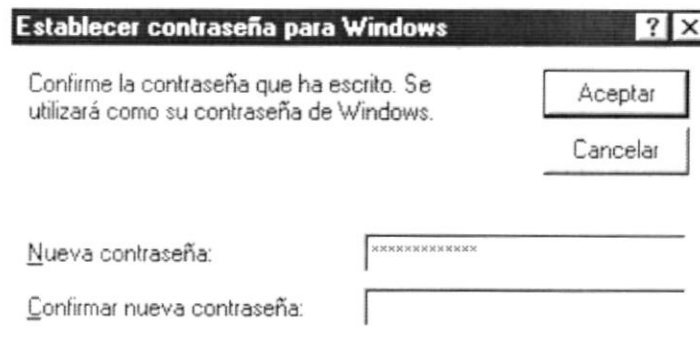 Establecer contraseña para Windows ? ×
Confirme la contraseña que ha escrito. Se
utilizará como su contraseña de Windows.
Aceptar
Cancelar
Nueva contraseña: xxxxxxxxxxxxx
Confirmar nueva contraseña: